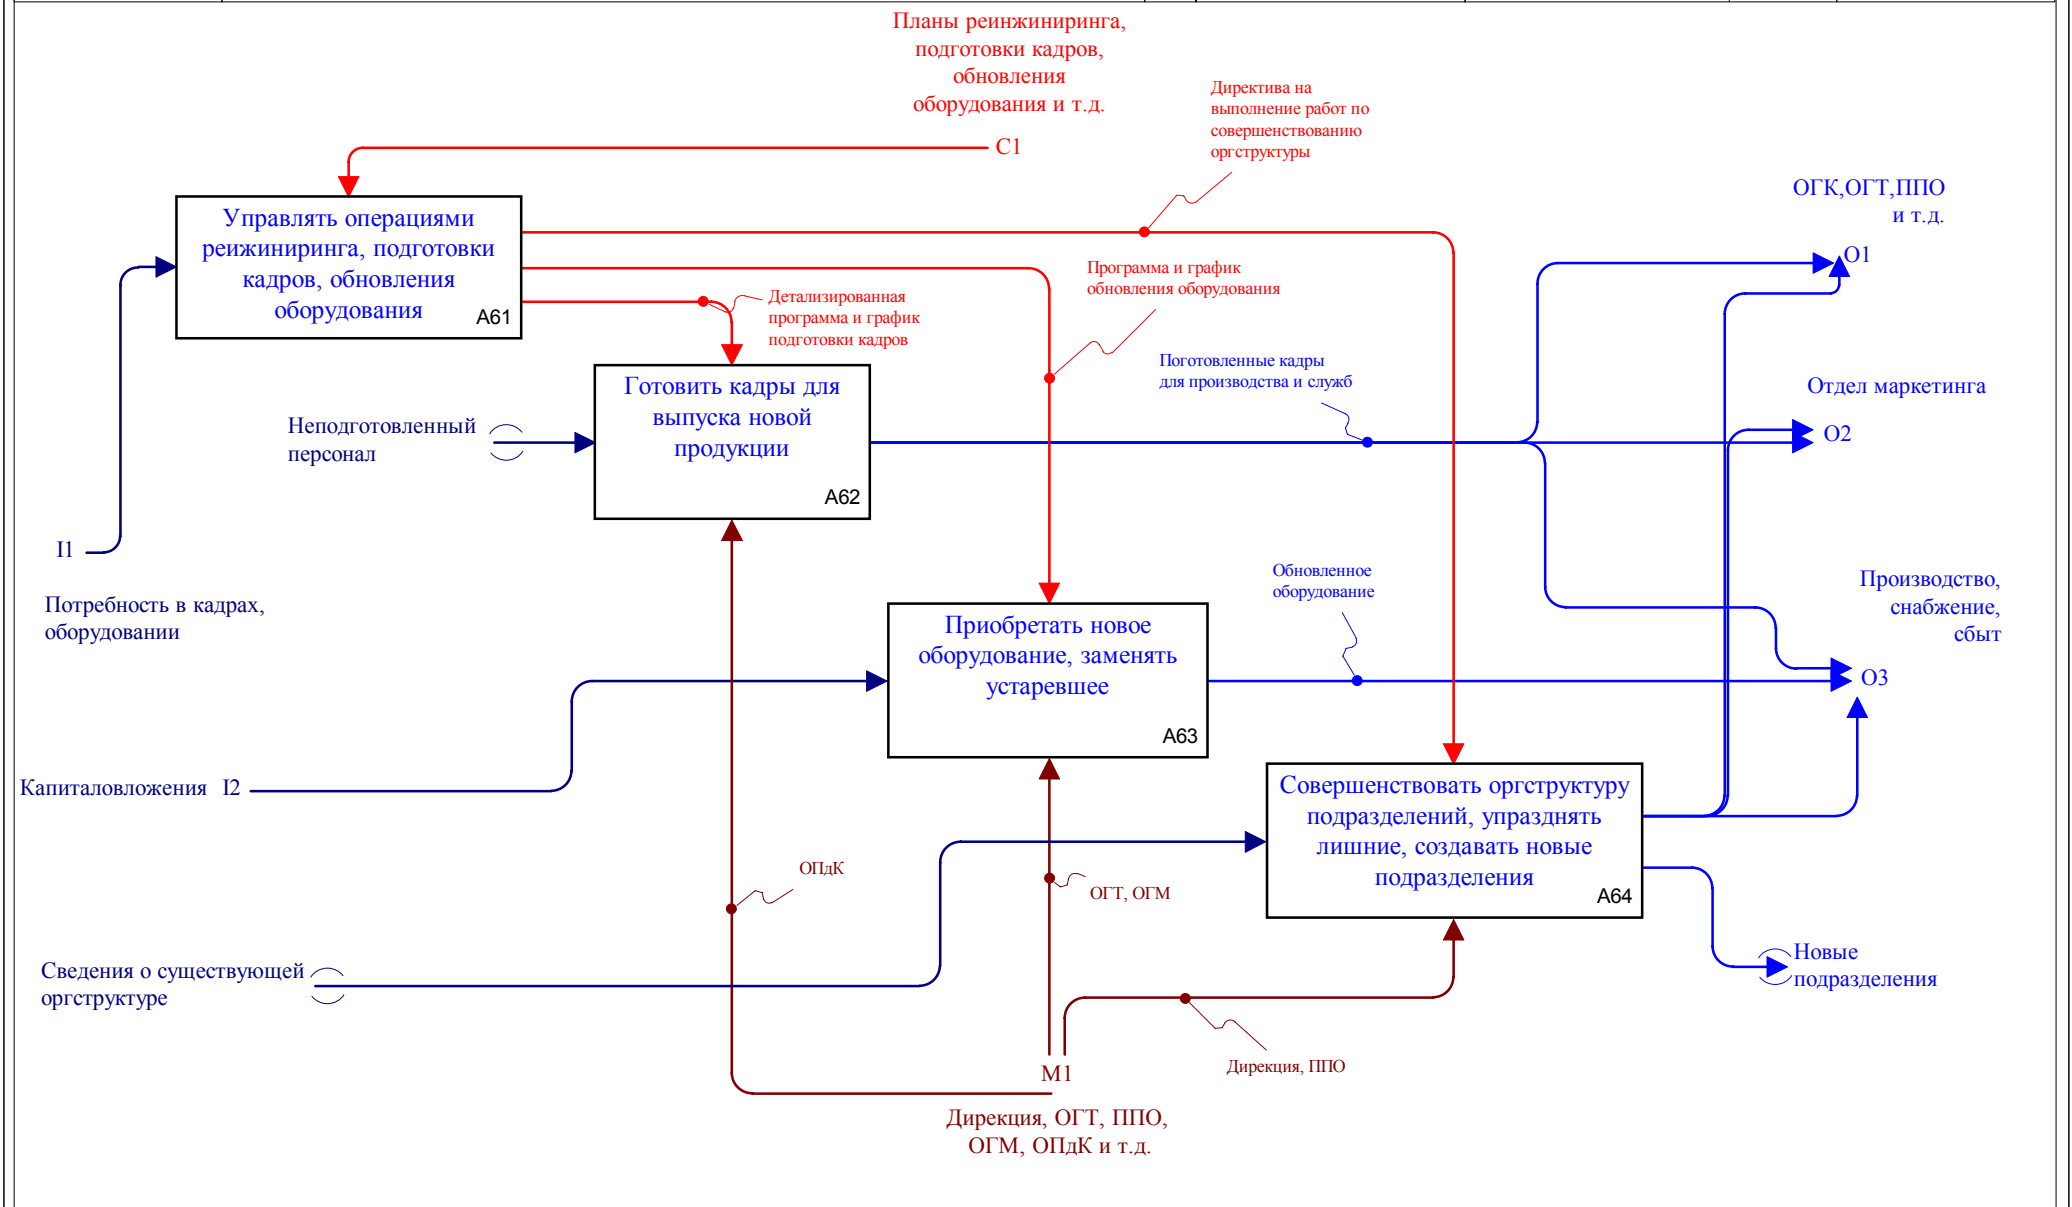 Планы реинжиниринга,
подготовки кадров,
обновления
оборудования и т.д.
C1
Директива на
выполнение работ по
совершенствованию
оргструктуры
ОГК,ОГТ,ППО
и т.д.
O1
Управлять операциями
реижиниринга, подготовки
кадров, обновления
оборудования
A61
Программа и график
обновления оборудования
Детализированная
программа и график
подготовки кадров
Поготовленные кадры
для производства и служб
Отдел маркетинга
O2
Готовить кадры для
выпуска новой
продукции
A62
Неподготовленный
персонал
I1
Потребность в кадрах,
оборудовании
Обновленное
оборудование
Производство,
снабжение,
сбыт
O3
Приобретать новое
оборудование, заменять
устаревшее
A63
Капиталовложения I2
Совершенствовать оргструктуру
подразделений, упразднять
лишние, создавать новые
подразделения
A64
ОПдК
ОГТ, ОГМ
Новые
подразделения
Сведения о существующей
оргструктуре
Дирекция, ППО
M1
Дирекция, ОГТ, ППО,
ОГМ, ОПдК и т.д.